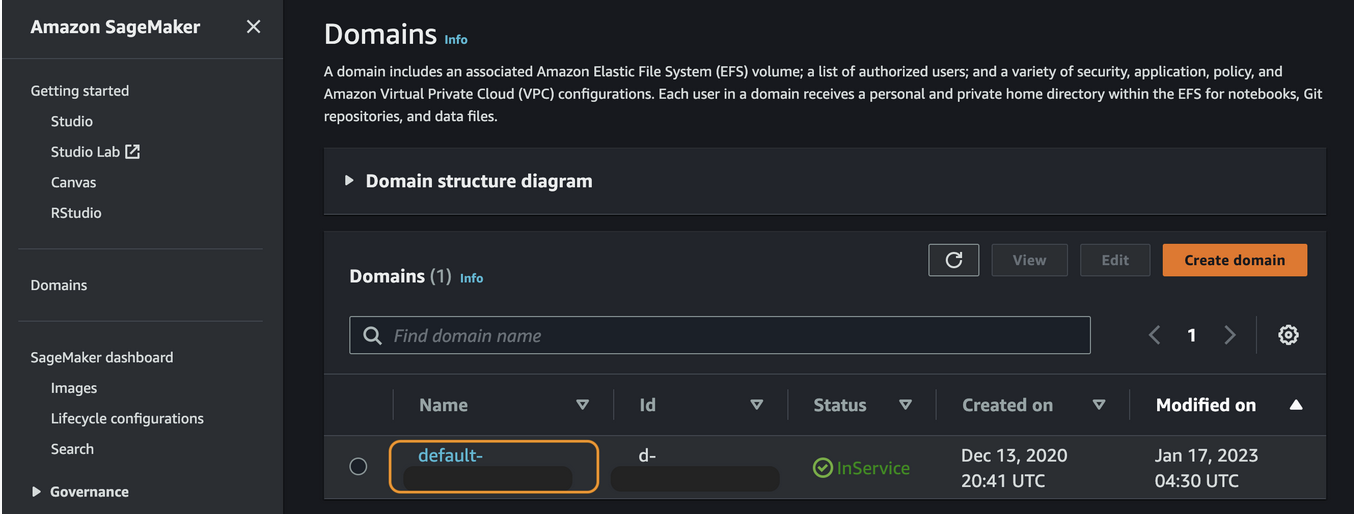 Amazon SageMaker
Getting started
Studio
Studio Lab
Canvas
RStudio
Domains
SageMaker dashboard
Images
Lifecycle configurations
Search
Governance
Domains Info
A domain includes an associated Amazon Elastic File System (EFS) volume; a list of authorized users; and a variety of security, application, policy, and
Amazon Virtual Private Cloud (VPC) configurations. Each user in a domain receives a personal and private home directory within the EFS for notebooks, Git
repositories, and data files.
Domain structure diagram
Domains (1) Info
View Edit Create domain
Find domain name
1
Name Id Status Created on Modified on
default- d- InService Dec 13, 2020 Jan 17, 2023
20:41 UTC 04:30 UTC